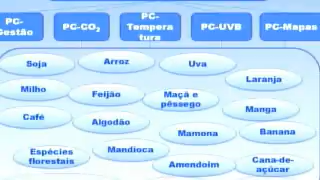 PC-
Gestão
PC-CO₂
PC-
Tempera
tura
PC-UVB
PC-Mapas
Soja
Arroz
Uva
Laranja
Milho
Feijão
Maçã e
pêssego
Manga
Café
Algodão
Mamona
Banana
Espécies
florestais
Mandioca
Amendoim
Cana-de-
açúcar